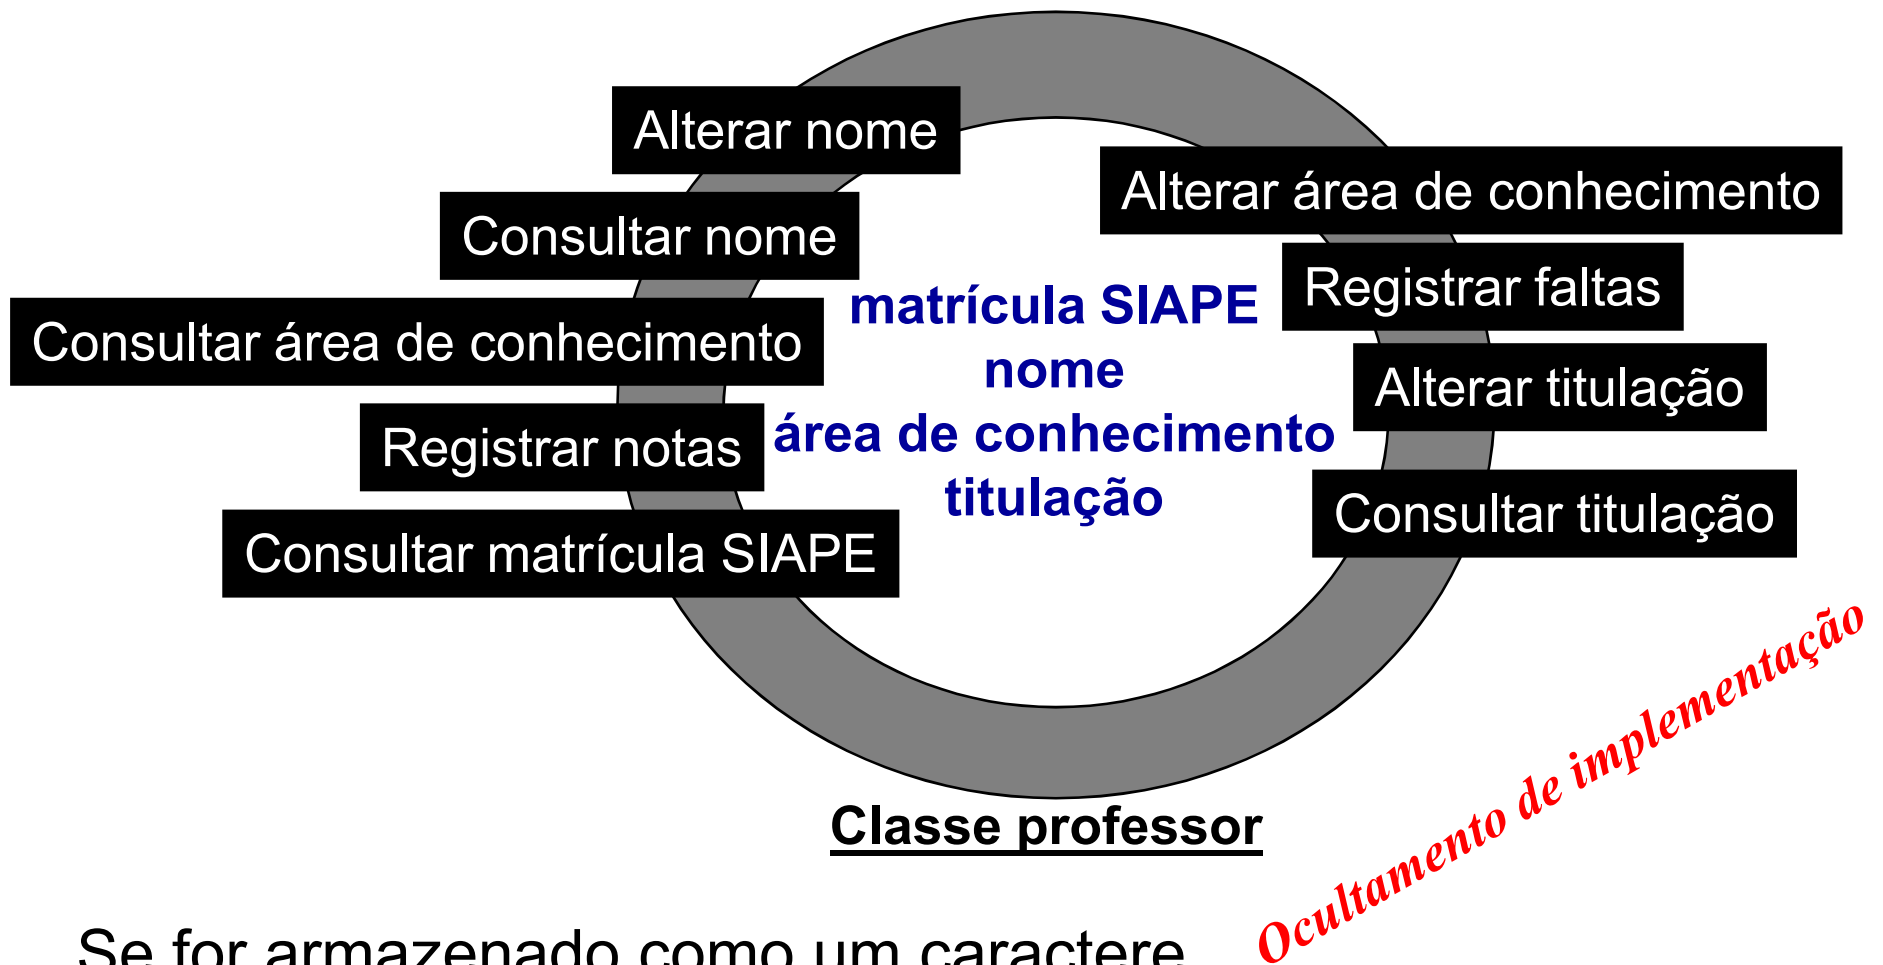 Alterar nome
Consultar nome
Consultar área de conhecimento
Registrar notas
Consultar matrícula SIAPE
matrícula SIAPE
nome
área de conhecimento
titulação
Alterar área de conhecimento
Registrar faltas
Alterar titulação
Consultar titulação
Ocultamento de implementação
Classe professor
Se for armazenado como um caractere